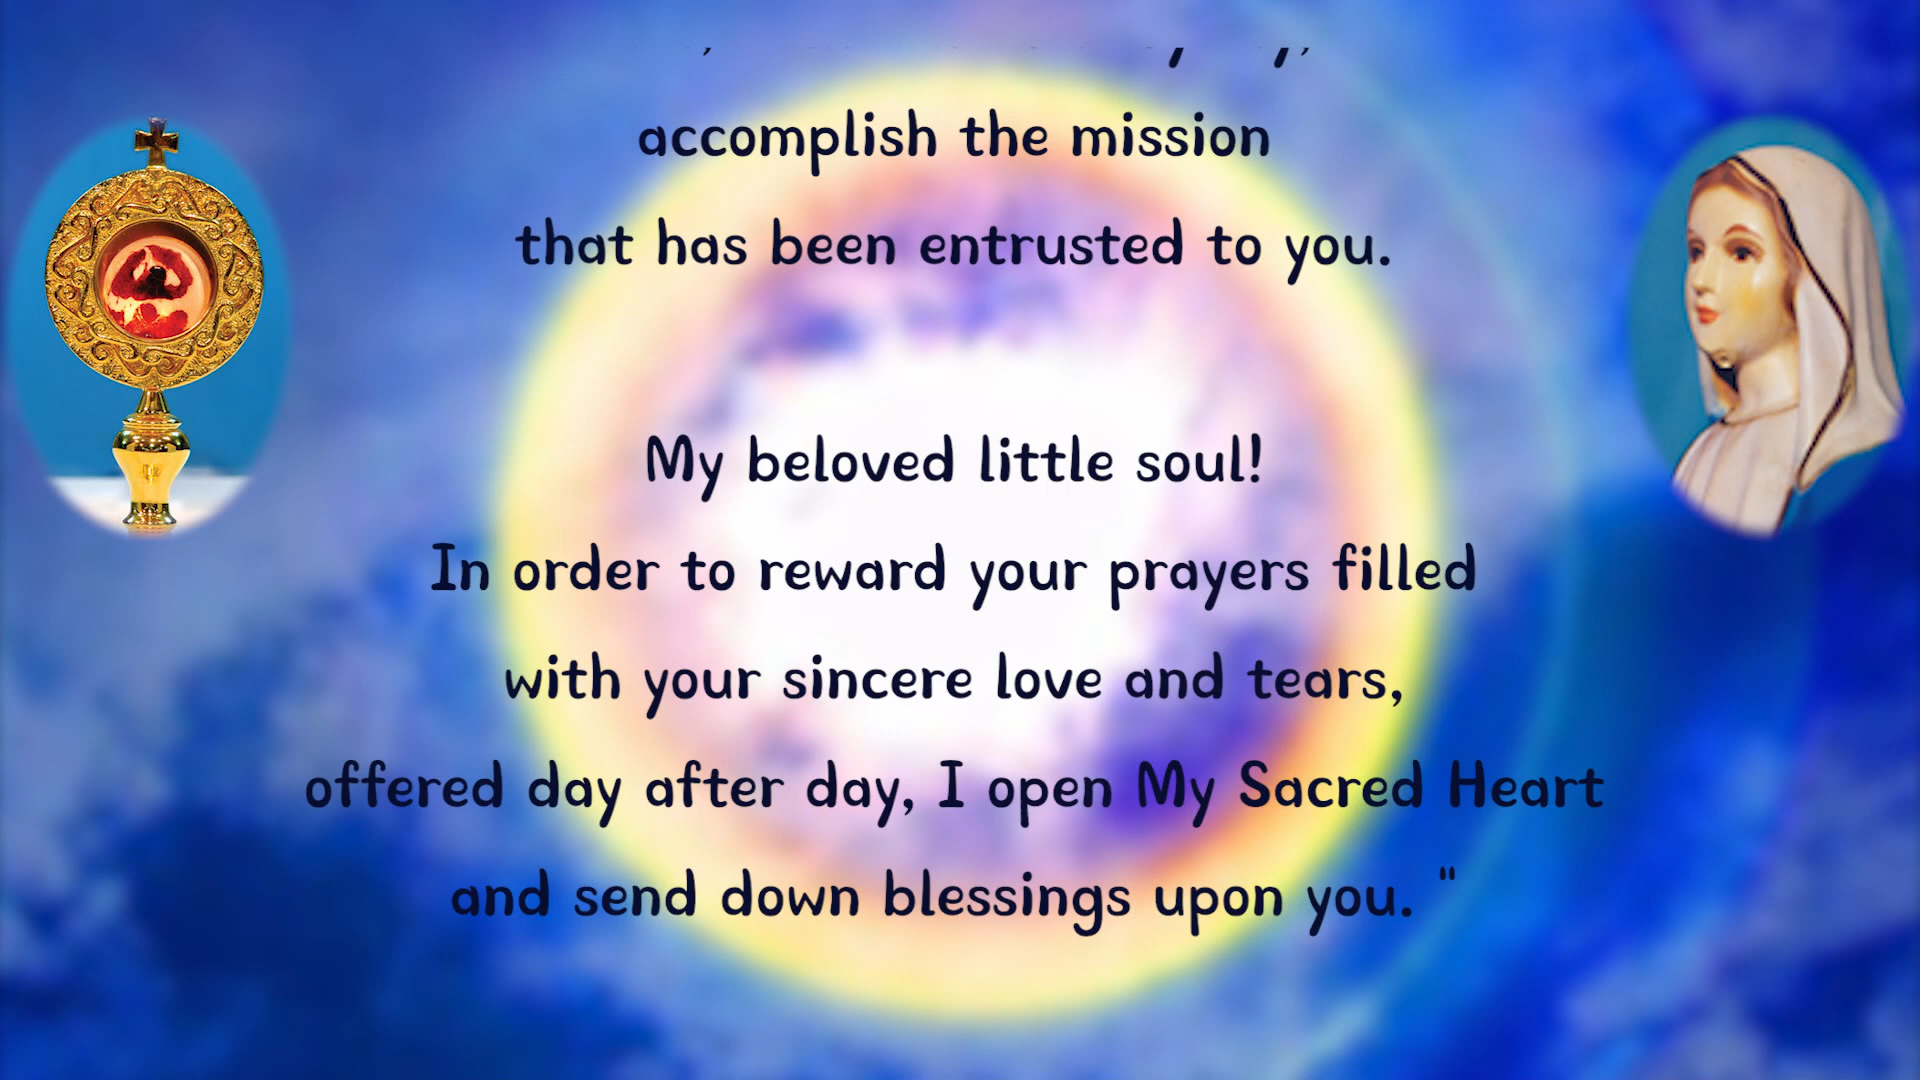 accomplish the mission
that has been entrusted to you.
My beloved little soul!
In order to reward your prayers filled
with your sincere love and tears,
offered day after day, I open My Sacred Heart
and send down blessings upon you. "